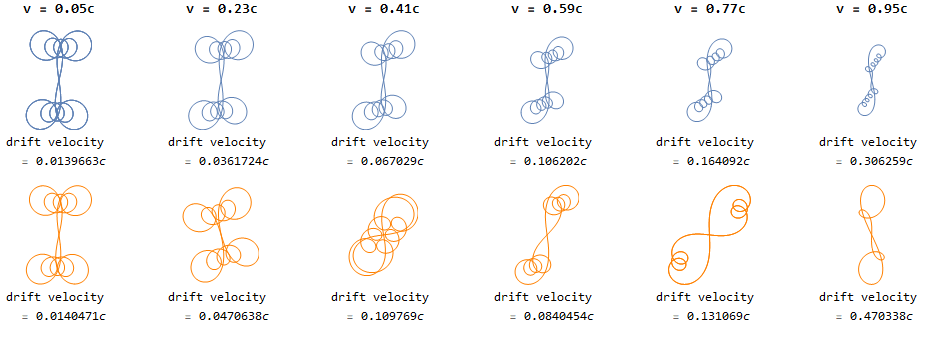 v = 0.05c v = 0.23c v = 0.41c v = 0.59c v = 0.77c v = 0.95c
drift velocity drift velocity drift velocity drift velocity drift velocity drift velocity
= 0.0139663c = 0.0361724c = 0.067029c = 0.106202c = 0.164092c = 0.306259c
drift velocity drift velocity drift velocity drift velocity drift velocity drift velocity
= 0.0140471c = 0.0470638c = 0.109769c = 0.0840454c = 0.131069c = 0.470338c